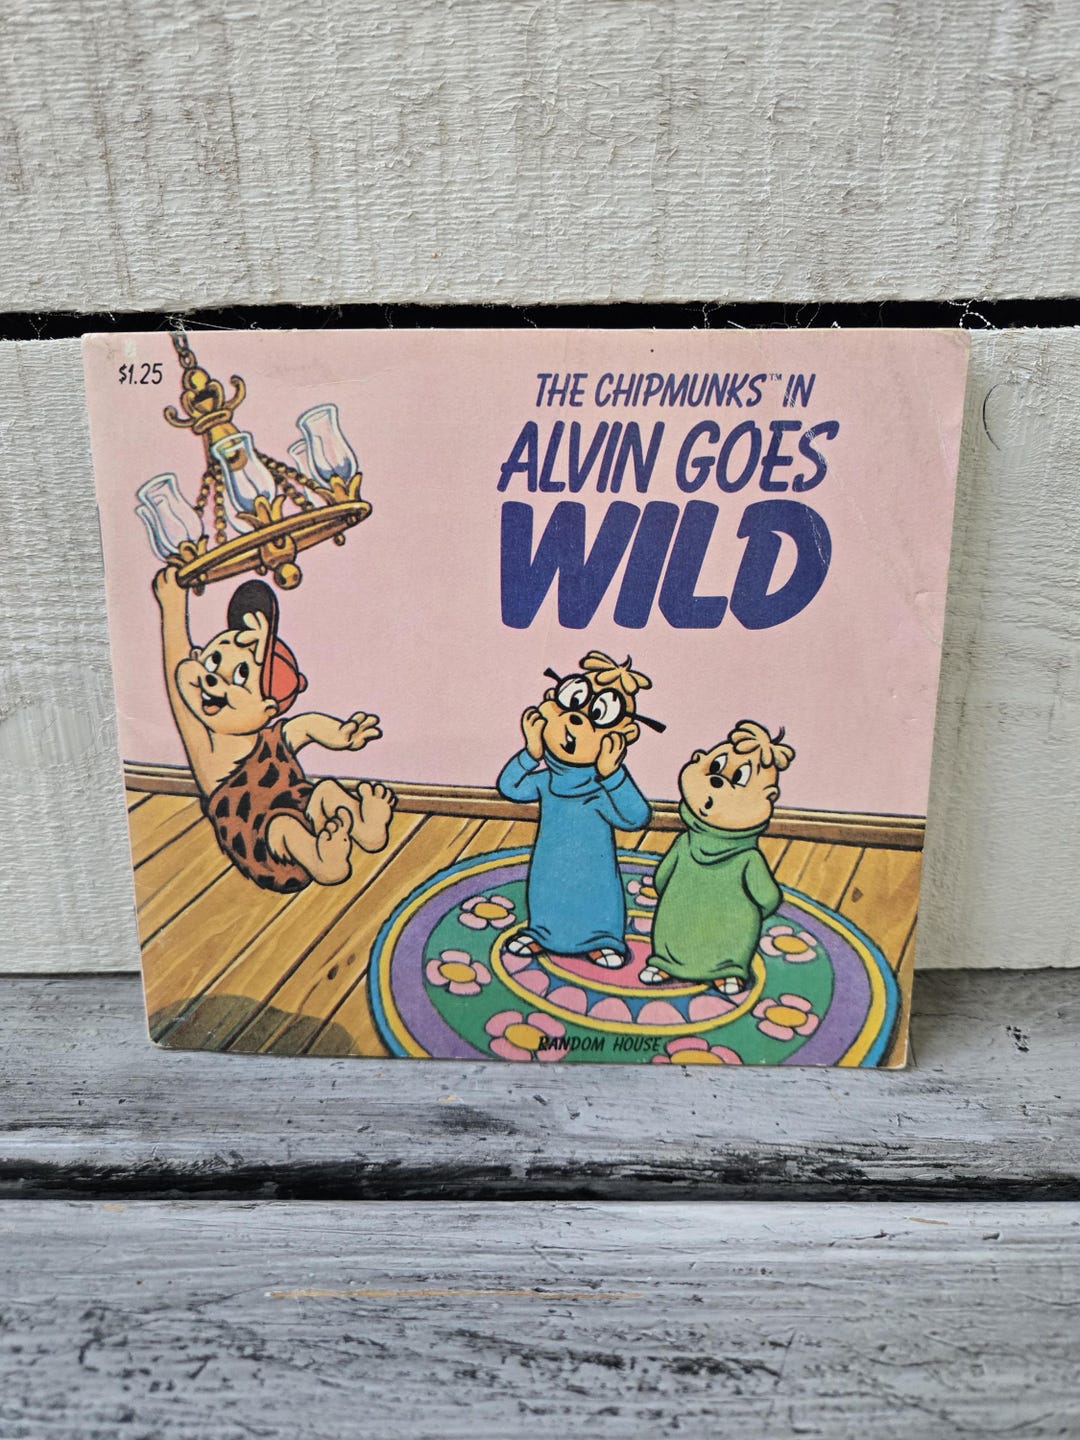 $1.25
THE CHIPMUNKS™ IN
ALVIN GOES
WILD
RANDOM HOUSE